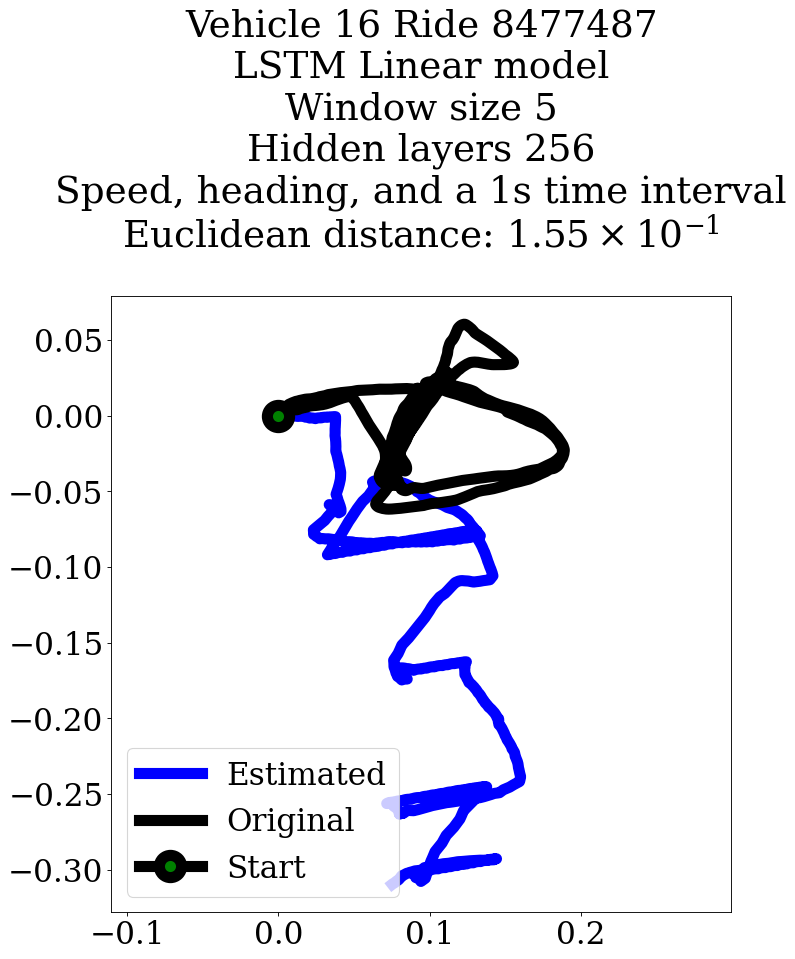 Vehicle 16 Ride 8477487
LSTM Linear model
Window size 5
Hidden layers 256
Speed, heading, and a 1s time interval
Euclidean distance: 1.55 × 10⁻¹
0.05
0.00
−0.05
−0.10
−0.15
−0.20
−0.25
−0.30
Estimated
Original
Start
−0.1
0.0
0.1
0.2